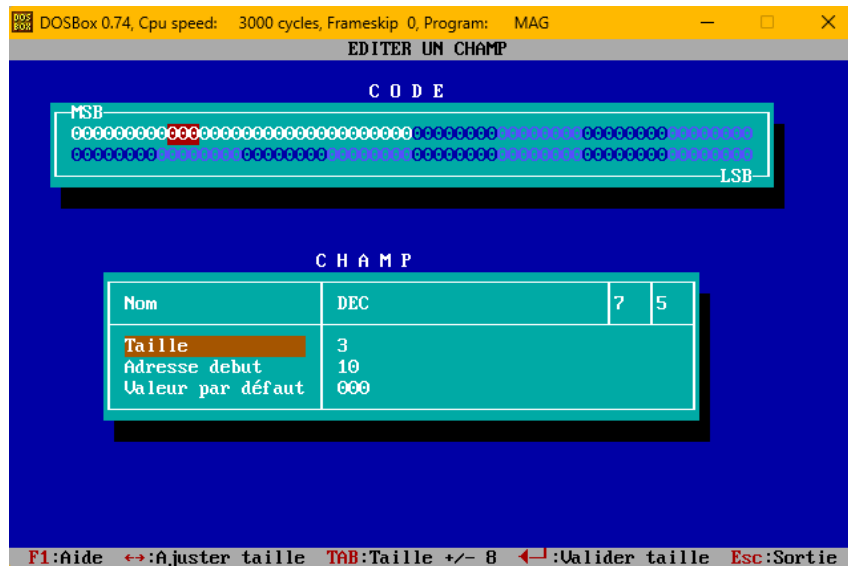 DOS BOX DOSBox 0.74, Cpu speed: 3000 cycles, Frameskip 0, Program: MAG
EDITER UN CHAMP
C O D E
MSB
0000000000000000000000000000000000000000000000000000000000000000
0000000000000000000000000000000000000000000000000000000000000000
LSB
C H A M P
Nom DEC 7 5
Taille 3
Adresse debut 10
Valeur par défaut 000
F1:Aide ↔:Ajuster taille TAB:Taille +/- 8 ◄┘:Valider taille Esc:Sortie